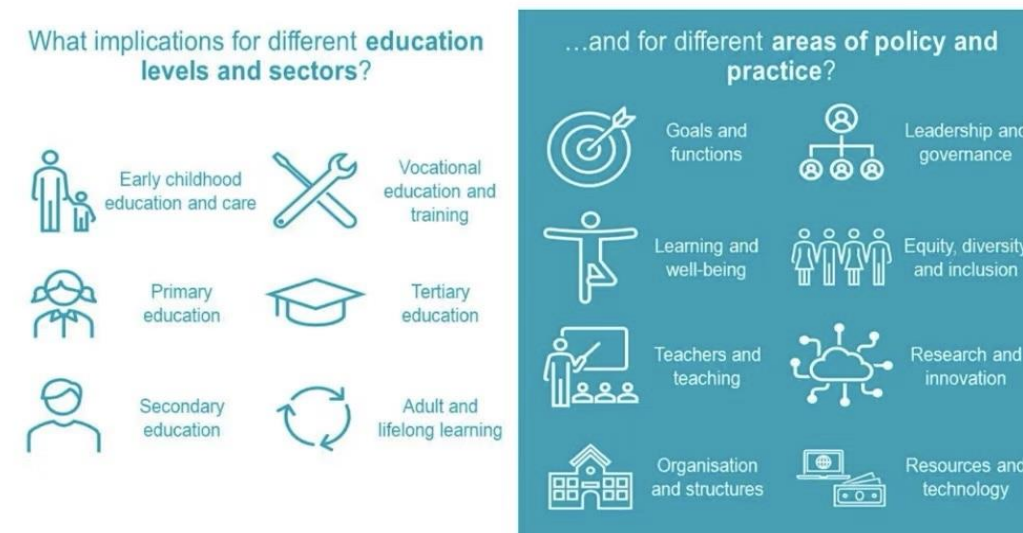 What implications for different education
levels and sectors?
Early childhood
education and care
Vocational
education and
training
Primary
education
Tertiary
education
Secondary
education
Adult and
lifelong learning
...and for different areas of policy and
practice?
Goals and
functions
Leadership and
governance
Learning and
well-being
Equity, diversity
and inclusion
Teachers and
teaching
Research and
innovation
Organisation
and structures
Resources and
technology